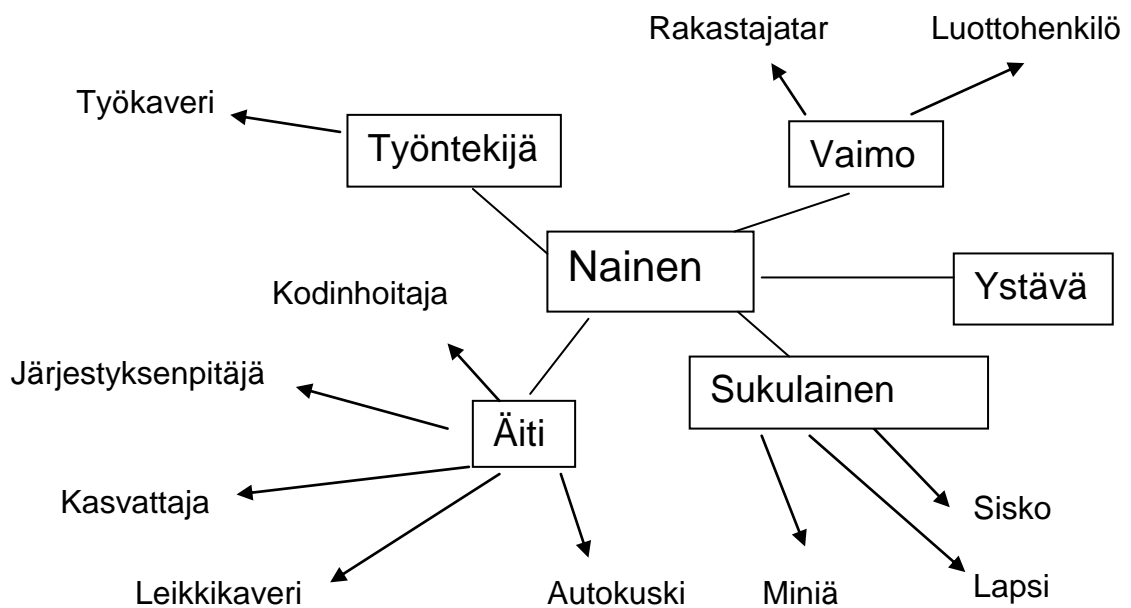 Rakastajatar
Luottohenkilö
Työkaveri
Työntekijä
Vaimo
Nainen
Ystävä
Kodinhoitaja
Järjestyksenpitäjä
Sukulainen
Äiti
Kasvattaja
Sisko
Leikkikaveri
Autokuski
Miniä
Lapsi